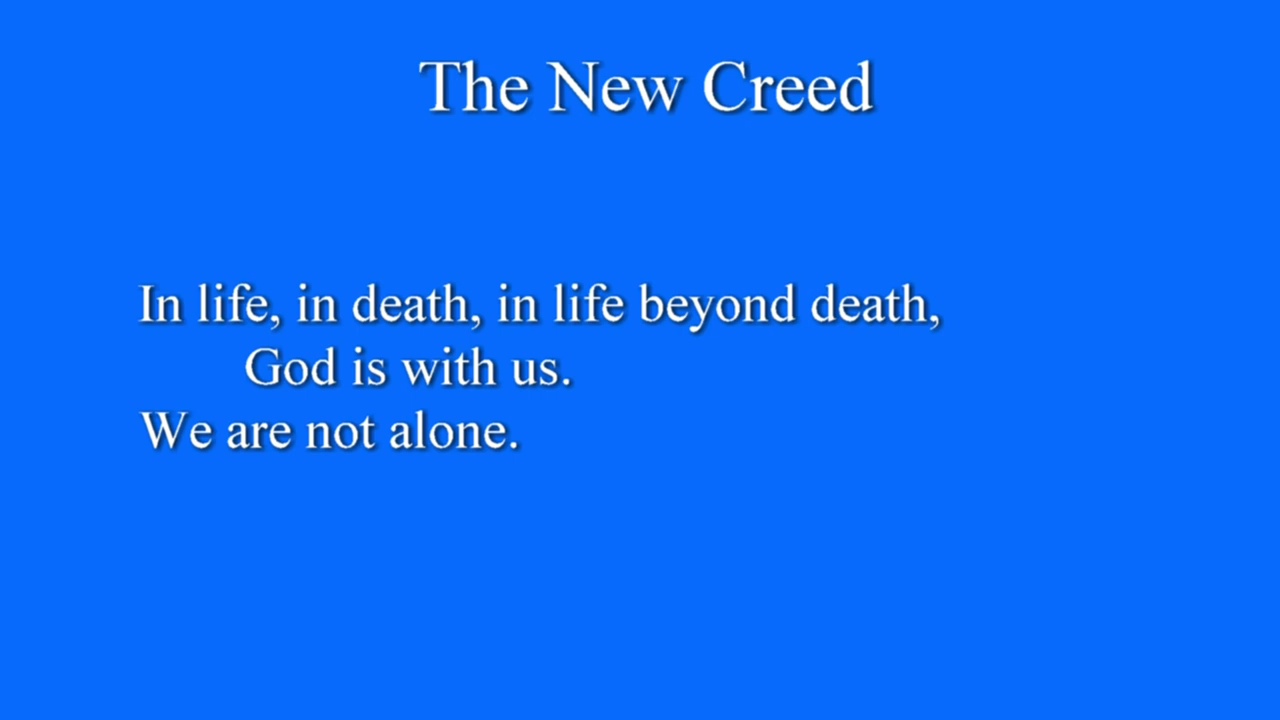 The New Creed
In life, in death, in life beyond death,
God is with us.
We are not alone.